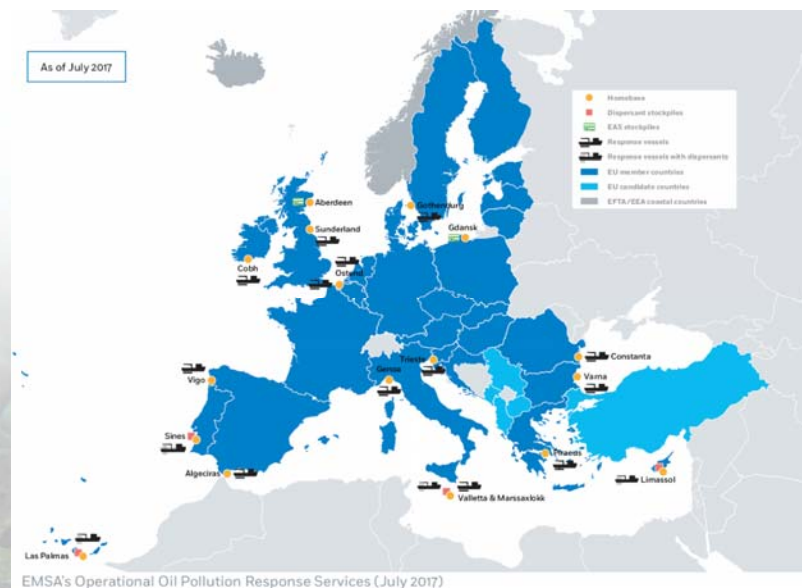 As of July 2017
Homebase
Dispersant stockpiles
EAS stockpiles
Response vessels
Response vessels with dispersants
EU member countries
EU candidate countries
EFTA/EEA coastal countries
Aberdeen
Gothenburg
Sunderland
Gdansk
Cobh
Ostend
Trieste
Constanta
Genoa
Varna
Vigo
Sines
Piraeus
Algeciras
Limassol
Valletta & Marssaxlokk
Las Palmas
EMSA's Operational Oil Pollution Response Services (July 2017)